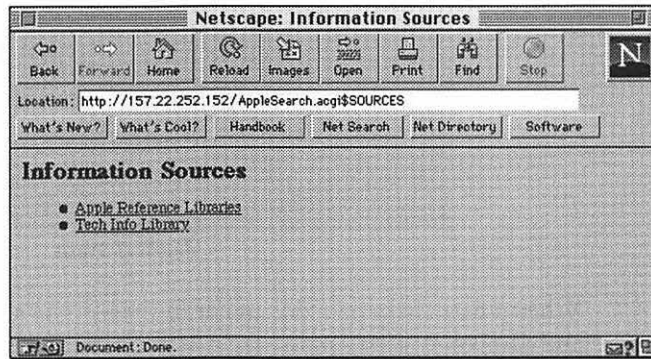 Netscape: Information Sources
Back Forward Home Reload Images Open Print Find Stop N
Location: http://157.22.252.152/AppleSearch.acgi$SOURCES
What's New? What's Cool? Handbook Net Search Net Directory Software
Information Sources
Apple Reference Libraries
Tech Info Library
Document: Done.
?